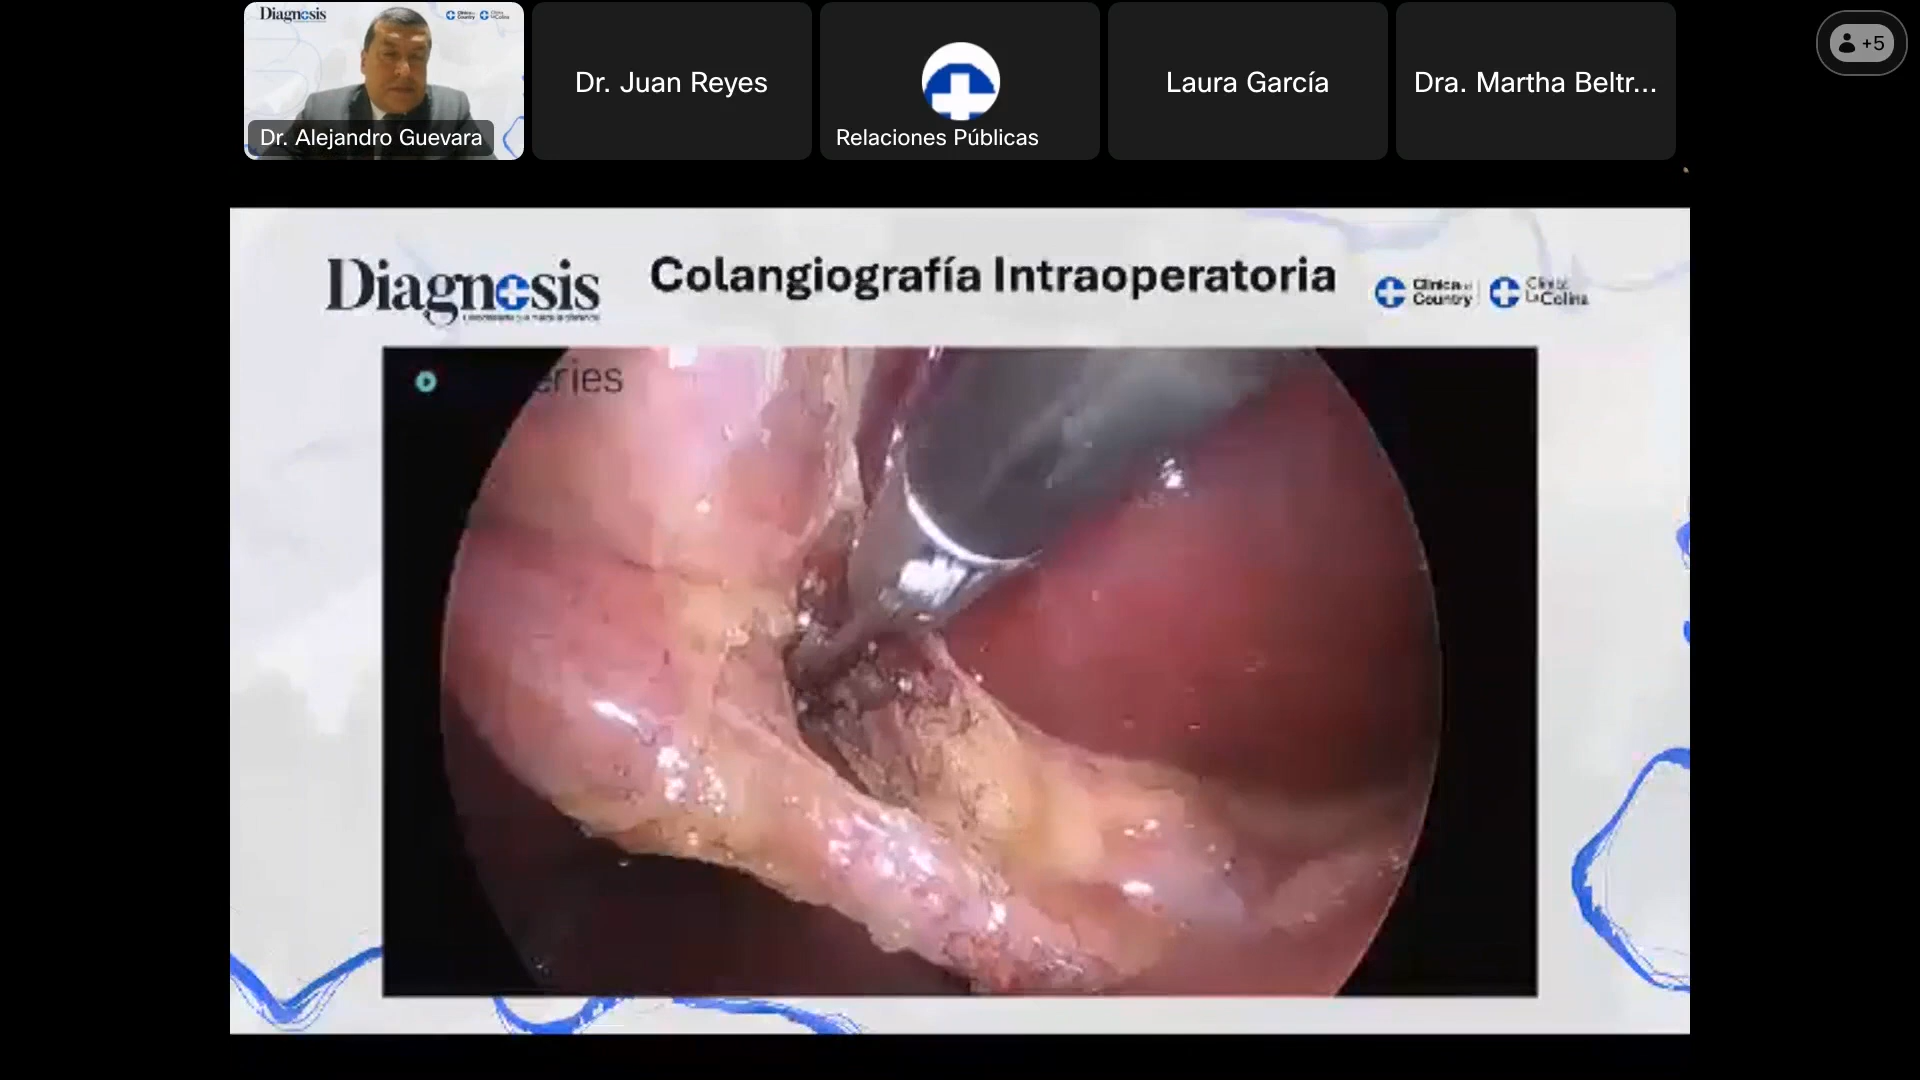 Diagnosis
Dr. Alejandro Guevara
Dr. Juan Reyes
Relaciones Públicas
Laura García
Dra. Martha Beltr...
+5
Diagnosis
Colangiografía Intraoperatoria
Clínica el
Country
Clínica
La Colina
eries